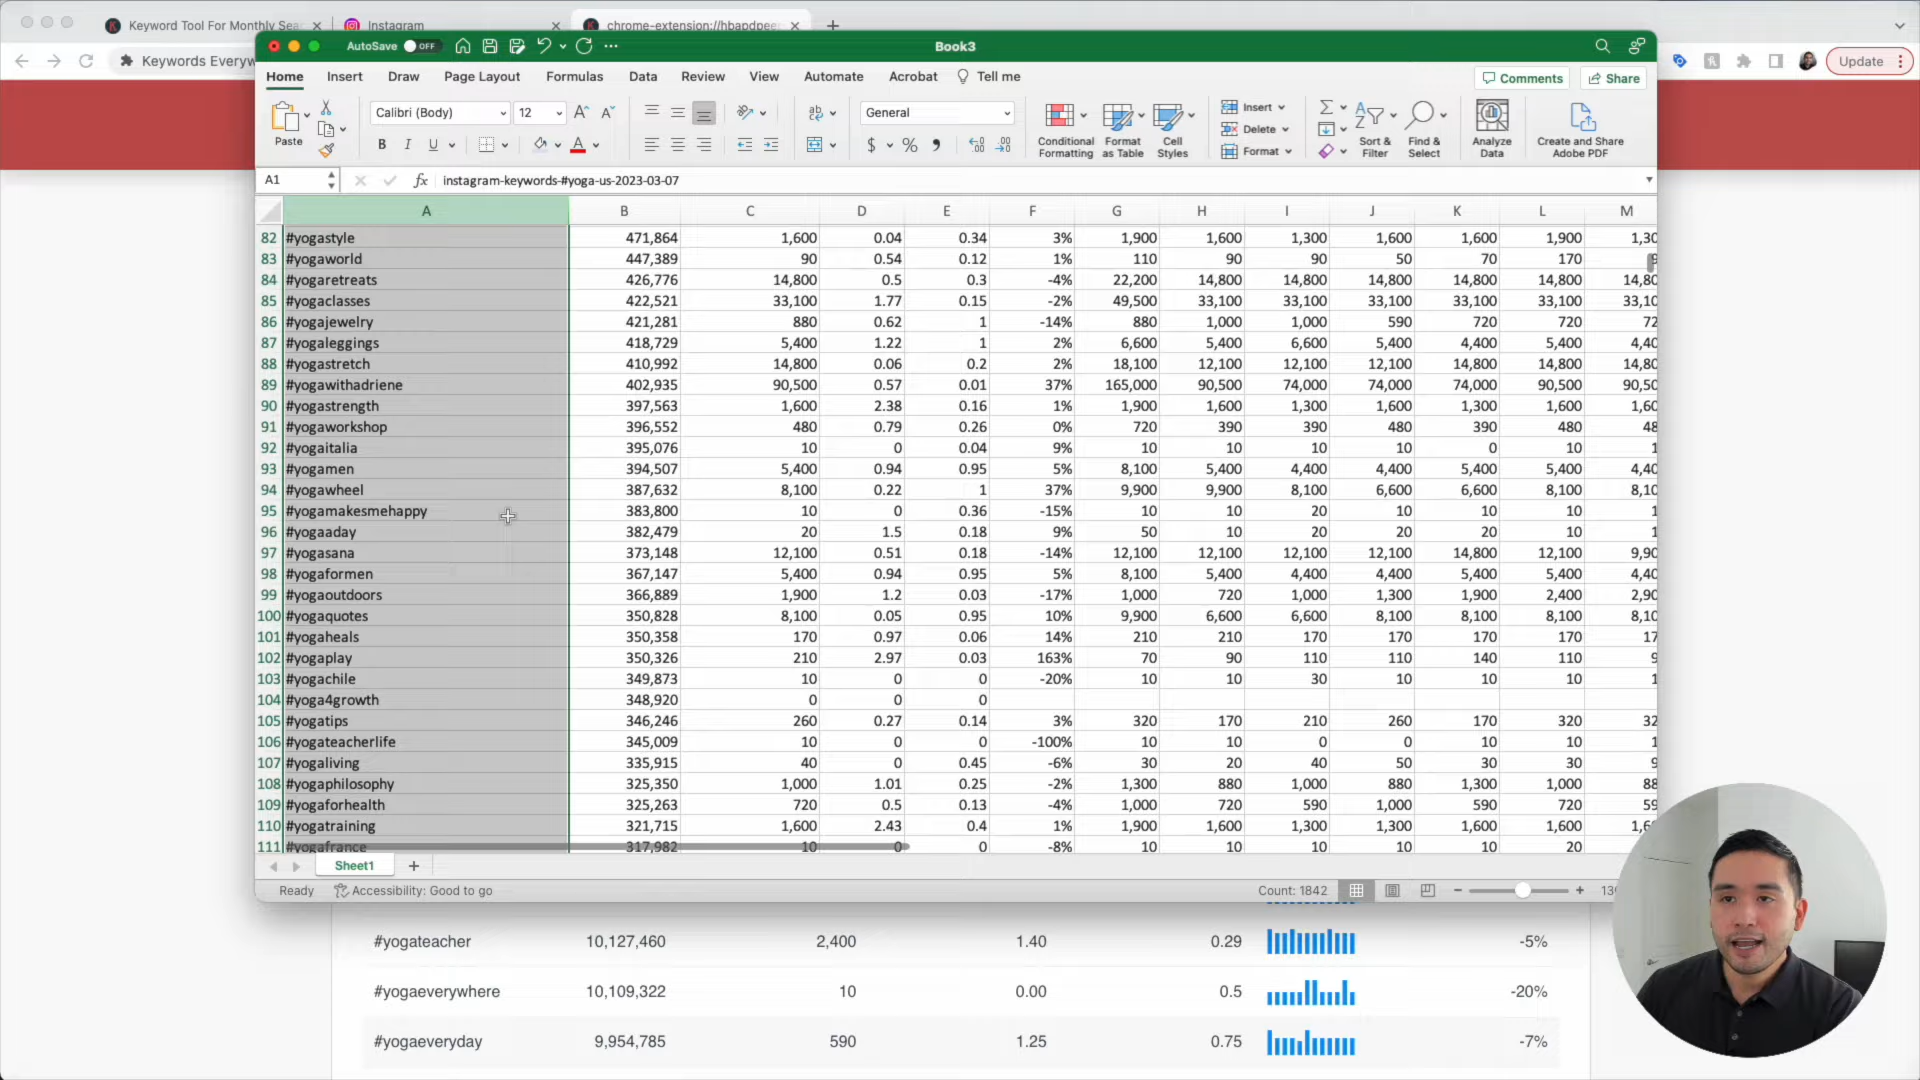 Keyword Tool For Monthly Sea
Instagram
chrome-extension://hbapdpee
Keywords Everyw
Update
AutoSave OFF
Book3
Home Insert Draw Page Layout Formulas Data Review View Automate Acrobat Tell me
Comments Share
Paste
Calibri (Body) 12
General
Conditional Formatting
Format as Table
Cell Styles
Insert
Delete
Format
Sort & Filter
Find & Select
Analyze Data
Create and Share Adobe PDF
A1 fx instagram-keywords-#yoga-us-2023-03-07
A B C D E F G H I J K L M
82 #yogastyle 471,864 1,600 0.04 0.34 3% 1,900 1,600 1,300 1,600 1,600 1,900 1,30
83 #yogaworld 447,389 90 0.54 0.12 1% 110 90 90 50 70 170
84 #yogaretreats 426,776 14,800 0.5 0.3 -4% 22,200 14,800 14,800 14,800 14,800 14,800 14,80
85 #yogaclasses 422,521 33,100 1.77 0.15 -2% 49,500 33,100 33,100 33,100 33,100 33,100 33,10
86 #yogajewelry 421,281 880 0.62 1 -14% 880 1,000 1,000 590 720 720 72
87 #yogaleggings 418,729 5,400 1.22 1 2% 6,600 5,400 6,600 5,400 4,400 5,400 4,40
88 #yogastretch 410,992 14,800 0.06 0.2 2% 18,100 12,100 12,100 12,100 14,800 14,800 14,80
89 #yogawithadriene 402,935 90,500 0.57 0.01 37% 165,000 90,500 74,000 74,000 74,000 90,500 90,50
90 #yogastrength 397,563 1,600 2.38 0.16 1% 1,900 1,600 1,300 1,600 1,300 1,600 1,60
91 #yogaworkshop 396,552 480 0.79 0.26 0% 720 390 390 480 390 480 48
92 #yogaitalia 395,076 10 0 0.04 9% 10 10 10 10 0 10 1
93 #yogamen 394,507 5,400 0.94 0.95 5% 8,100 5,400 4,400 4,400 5,400 5,400 4,40
94 #yogawheel 387,632 8,100 0.22 1 37% 9,900 9,900 8,100 6,600 6,600 8,100 8,10
95 #yogamakesmehappy 383,800 10 0 0.36 -15% 10 10 20 10 10 10 1
96 #yogaaday 382,479 20 1.5 0.18 9% 50 10 20 20 20 10 1
97 #yogasana 373,148 12,100 0.51 0.18 -14% 12,100 12,100 12,100 12,100 14,800 12,100 9,90
98 #yogaformen 367,147 5,400 0.94 0.95 5% 8,100 5,400 4,400 4,400 5,400 5,400 4,40
99 #yogaoutdoors 366,889 1,900 1.2 0.03 -17% 1,000 720 1,000 1,300 1,900 2,400 2,90
100 #yogaquotes 350,828 8,100 0.05 0.95 10% 9,900 6,600 6,600 8,100 8,100 8,100 8,10
101 #yogaheals 350,358 170 0.97 0.06 14% 210 210 170 170 170 170 17
102 #yogaplay 350,326 210 2.97 0.03 163% 70 90 110 110 140 110 9
103 #yogachile 349,873 10 0 0 -20% 10 10 30 10 10 10 1
104 #yoga4growth 348,920 0 0 0
105 #yogatips 346,246 260 0.27 0.14 3% 320 170 210 260 170 320 32
106 #yogateacherlife 345,009 10 0 0 -100% 10 10 0 0 10 10 1
107 #yogaliving 335,915 40 0 0.45 -6% 30 20 40 50 30 30 9
108 #yogaphilosophy 325,350 1,000 1.01 0.25 -2% 1,300 880 1,000 880 1,300 1,000 88
109 #yogaforhealth 325,263 720 0.5 0.13 -4% 1,000 720 590 1,000 590 720 59
110 #yogatraining 321,715 1,600 2.43 0.4 1% 1,900 1,600 1,300 1,300 1,600 1,600 1,6
111 #yogafrance 317,982 10 0 0 -8% 10 10 10 10 10 20
Sheet1
Ready Accessibility: Good to go Count: 1842
#yogateacher 10,127,460 2,400 1.40 0.29 -5%
#yogaeverywhere 10,109,322 10 0.00 0.5 -20%
#yogaeveryday 9,954,785 590 1.25 0.75 -7%